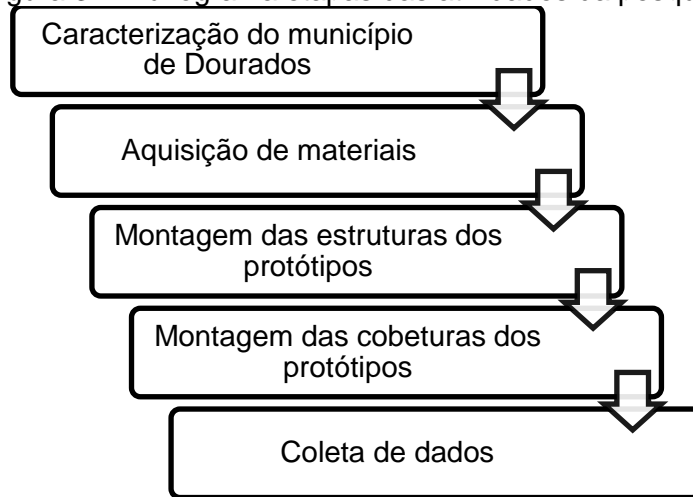 Caracterização do município
de Dourados
Aquisição de materiais
Montagem das estruturas dos
protótipos
Montagem das cobeturas dos
protótipos
Coleta de dados